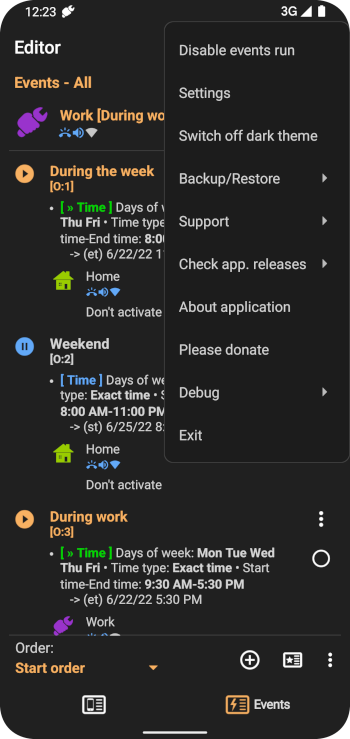 12:23
3G
Editor
Events - All
Work [During wo
During the week
[O:1]
• [ » Time ] Days of
Thu Fri • Time type
time-End time: 8:0
-> (et) 6/22/22 1
Home
Don't activate
Weekend
[O:2]
• [ Time ] Days of we
type: Exact time •
8:00 AM-11:00 PM
-> (st) 6/25/22 8:
Home
Don't activate
During work
[O:3]
• [ » Time ] Days of week: Mon Tue Wed
Thu Fri • Time type: Exact time • Start
time-End time: 9:30 AM-5:30 PM
-> (et) 6/22/22 5:30 PM
Work
Disable events run
Settings
Switch off dark theme
Backup/Restore
Support
Check app. releases
About application
Please donate
Debug
Exit
Order:
Start order
Events